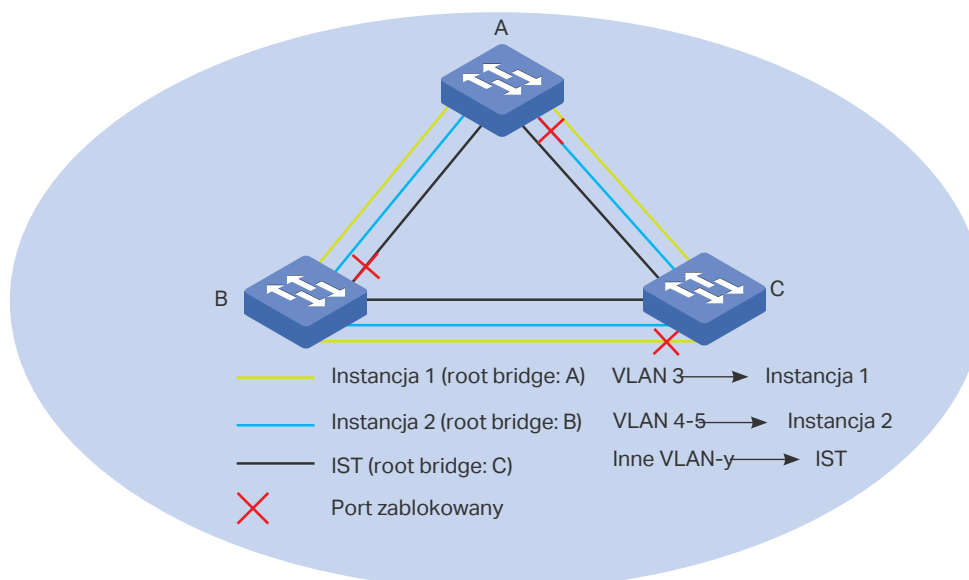 A
B
C
Instancja 1 (root bridge: A) VLAN 3 Instancja 1
Instancja 2 (root bridge: B) VLAN 4-5 Instancja 2
IST (root bridge: C) Inne VLAN-y IST
Port zablokowany